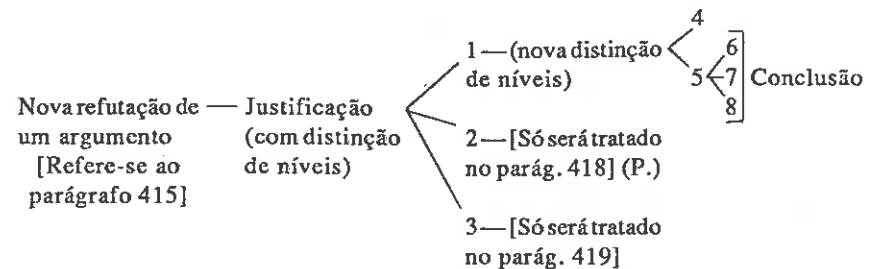 4
1—(nova distinção
6
de níveis)
5
7
Conclusão
8
Nova refutação de — Justificação
um argumento
(com distinção
2—[Só será tratado
[Refere-se ao
de níveis)
no parág. 418] (P.)
parágrafo 415]
3—[Só será tratado
no parág. 419]